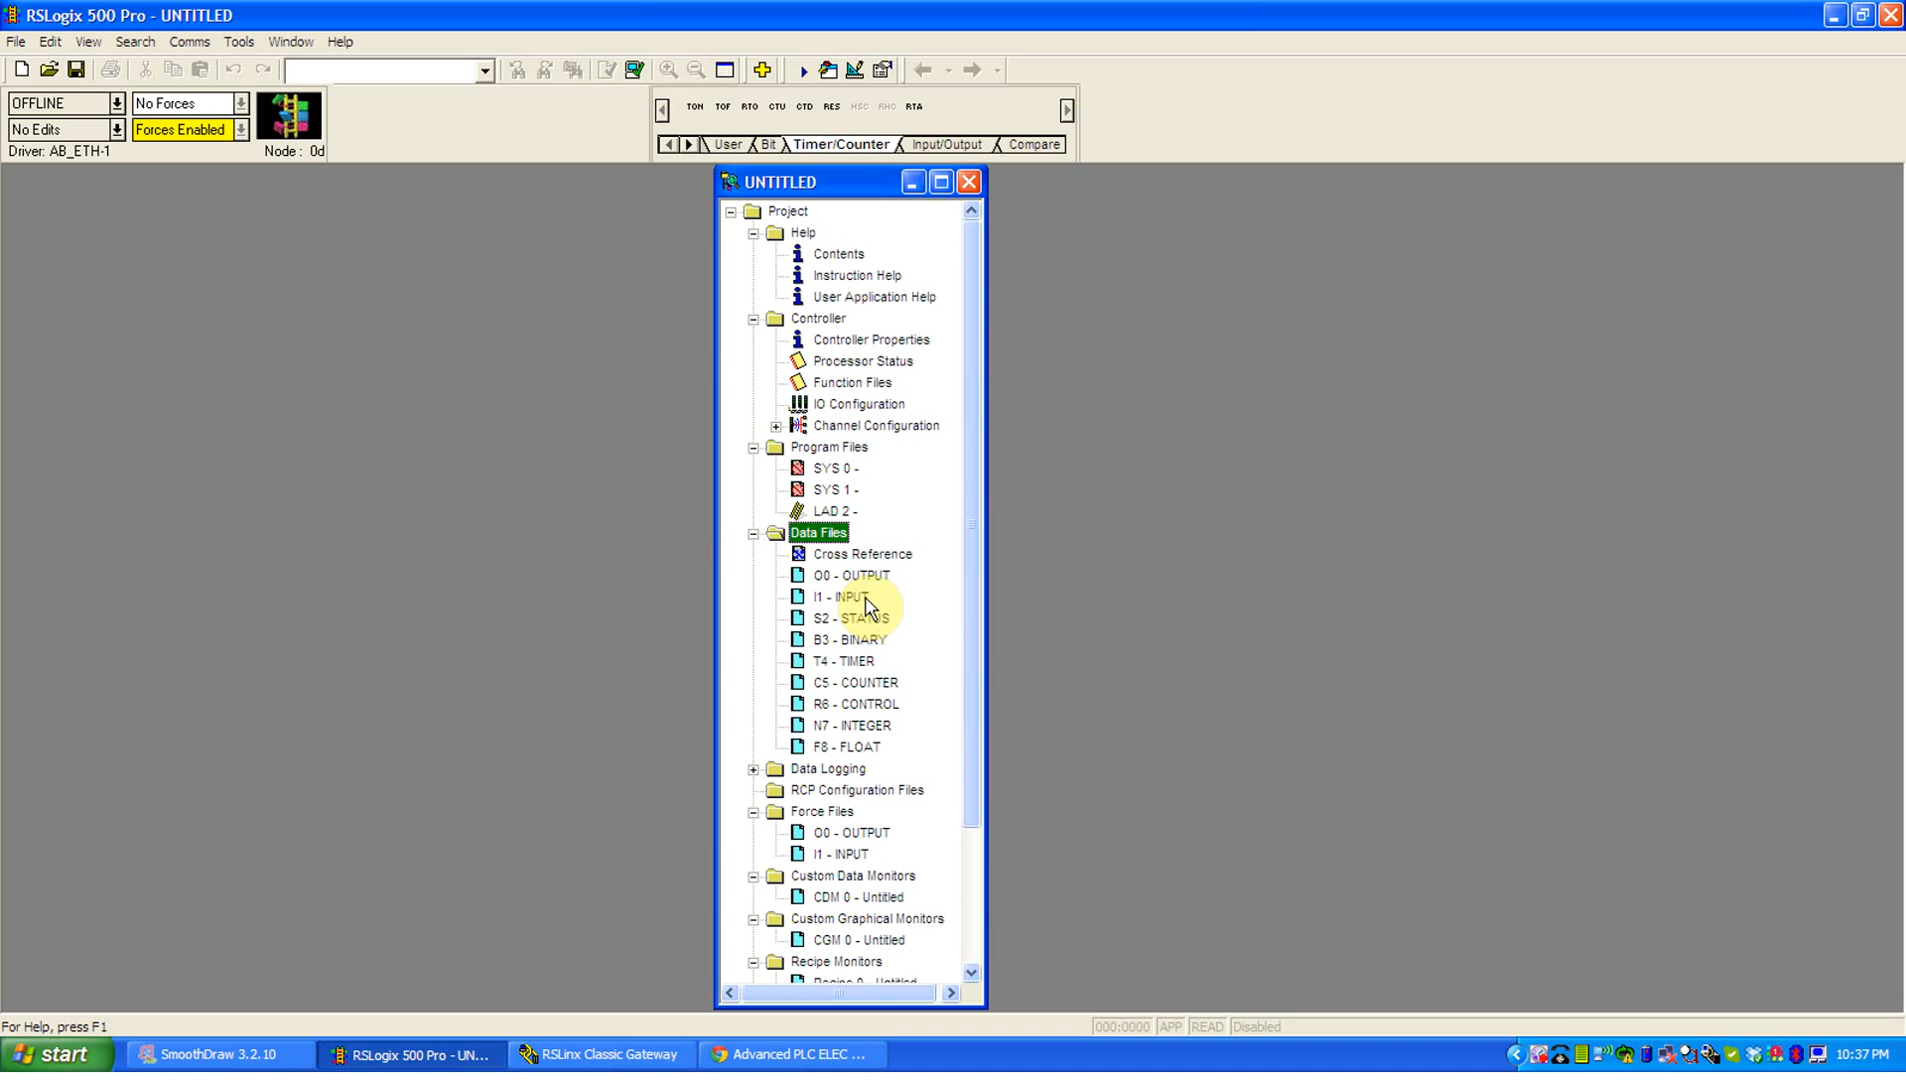 RSLogix 500 Pro - UNTITLED
File Edit View Search Comms Tools Window Help
OFFLINE No Forces
No Edits Forces Enabled
Driver: AB_ETH-1 Node : 0d
TON TOF RTO CTU CTD RES HSC RHC RTA
User Bit Timer/Counter Input/Output Compare
UNTITLED
Project
Help
Contents
Instruction Help
User Application Help
Controller
Controller Properties
Processor Status
Function Files
IO Configuration
Channel Configuration
Program Files
SYS 0 -
SYS 1 -
LAD 2 -
Data Files
Cross Reference
O0 - OUTPUT
I1 - INPUT
S2 - STATUS
B3 - BINARY
T4 - TIMER
C5 - COUNTER
R6 - CONTROL
N7 - INTEGER
F8 - FLOAT
Data Logging
RCP Configuration Files
Force Files
O0 - OUTPUT
I1 - INPUT
Custom Data Monitors
CDM 0 - Untitled
Custom Graphical Monitors
CGM 0 - Untitled
Recipe Monitors
Recipe 0 - Untitled
For Help, press F1 000:0000 APP READ Disabled
start SmoothDraw 3.2.10 RSLogix 500 Pro - UN... RSLinx Classic Gateway Advanced PLC ELEC ... 10:37 PM